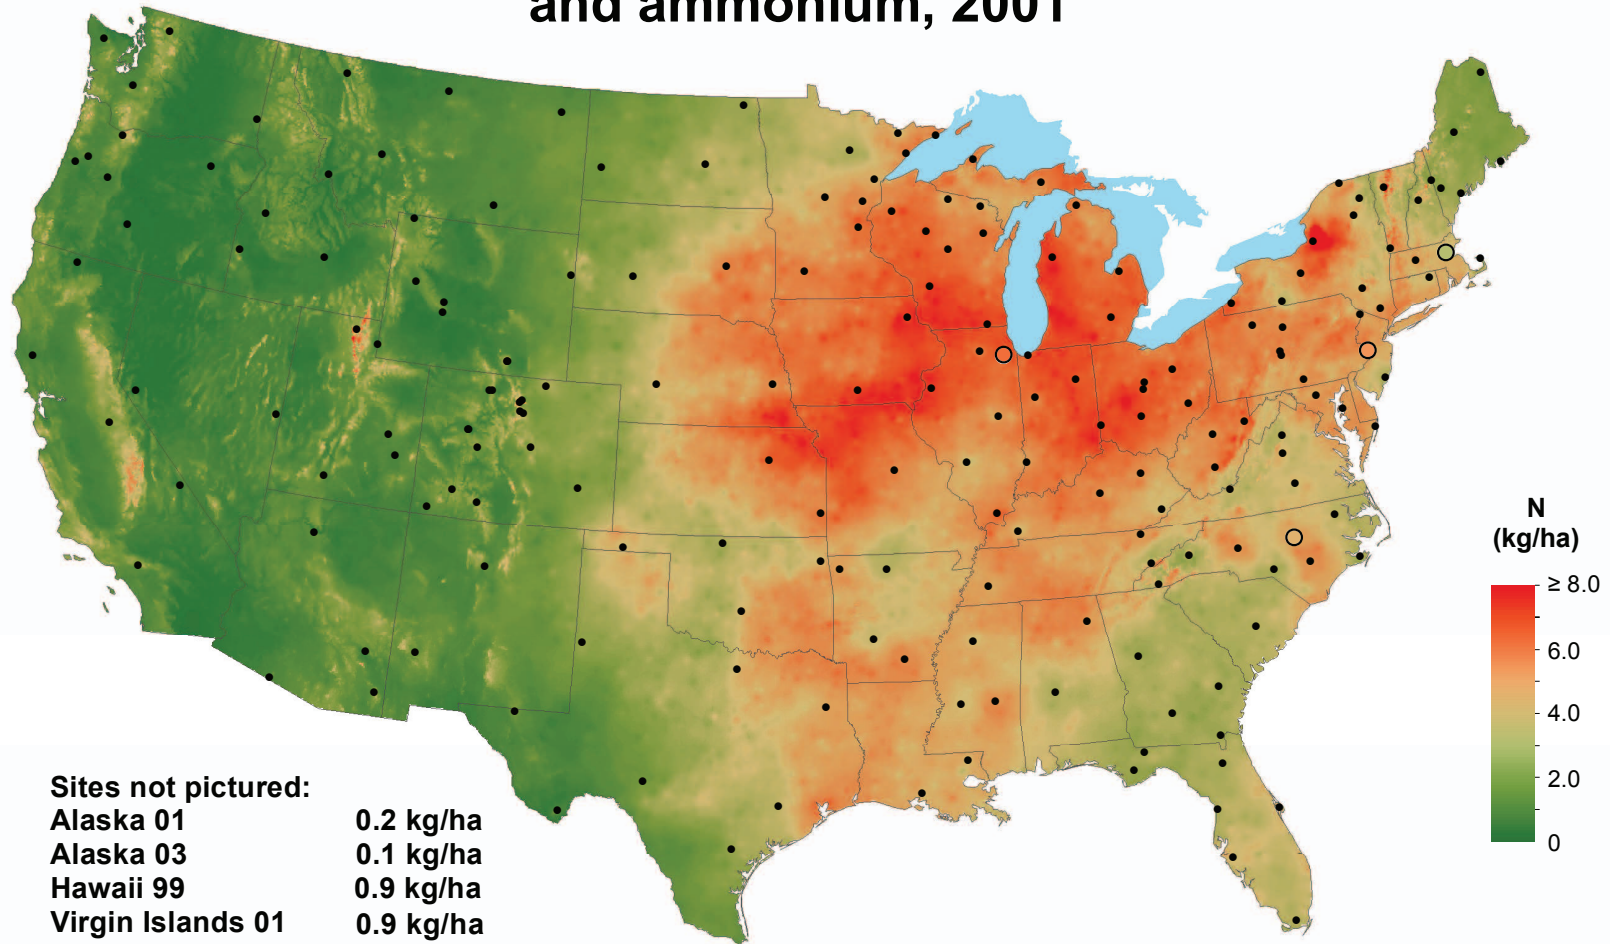 and ammonium, 2001
N
(kg/ha)
≥ 8.0
6.0
4.0
2.0
0
Sites not pictured:
Alaska 01 0.2 kg/ha
Alaska 03 0.1 kg/ha
Hawaii 99 0.9 kg/ha
Virgin Islands 01 0.9 kg/ha